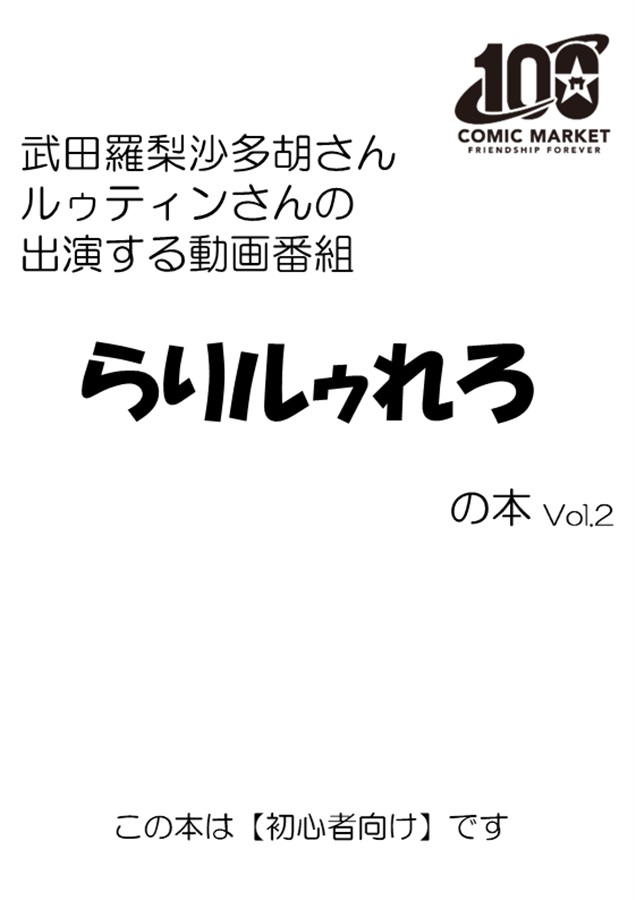 100
COMIC MARKET
FRIENDSHIP FOREVER
武田羅梨沙多胡さん
ルゥティンさんの
出演する動画番組
らりルゥれろ
の本 Vol.2
この本は【初心者向け】です